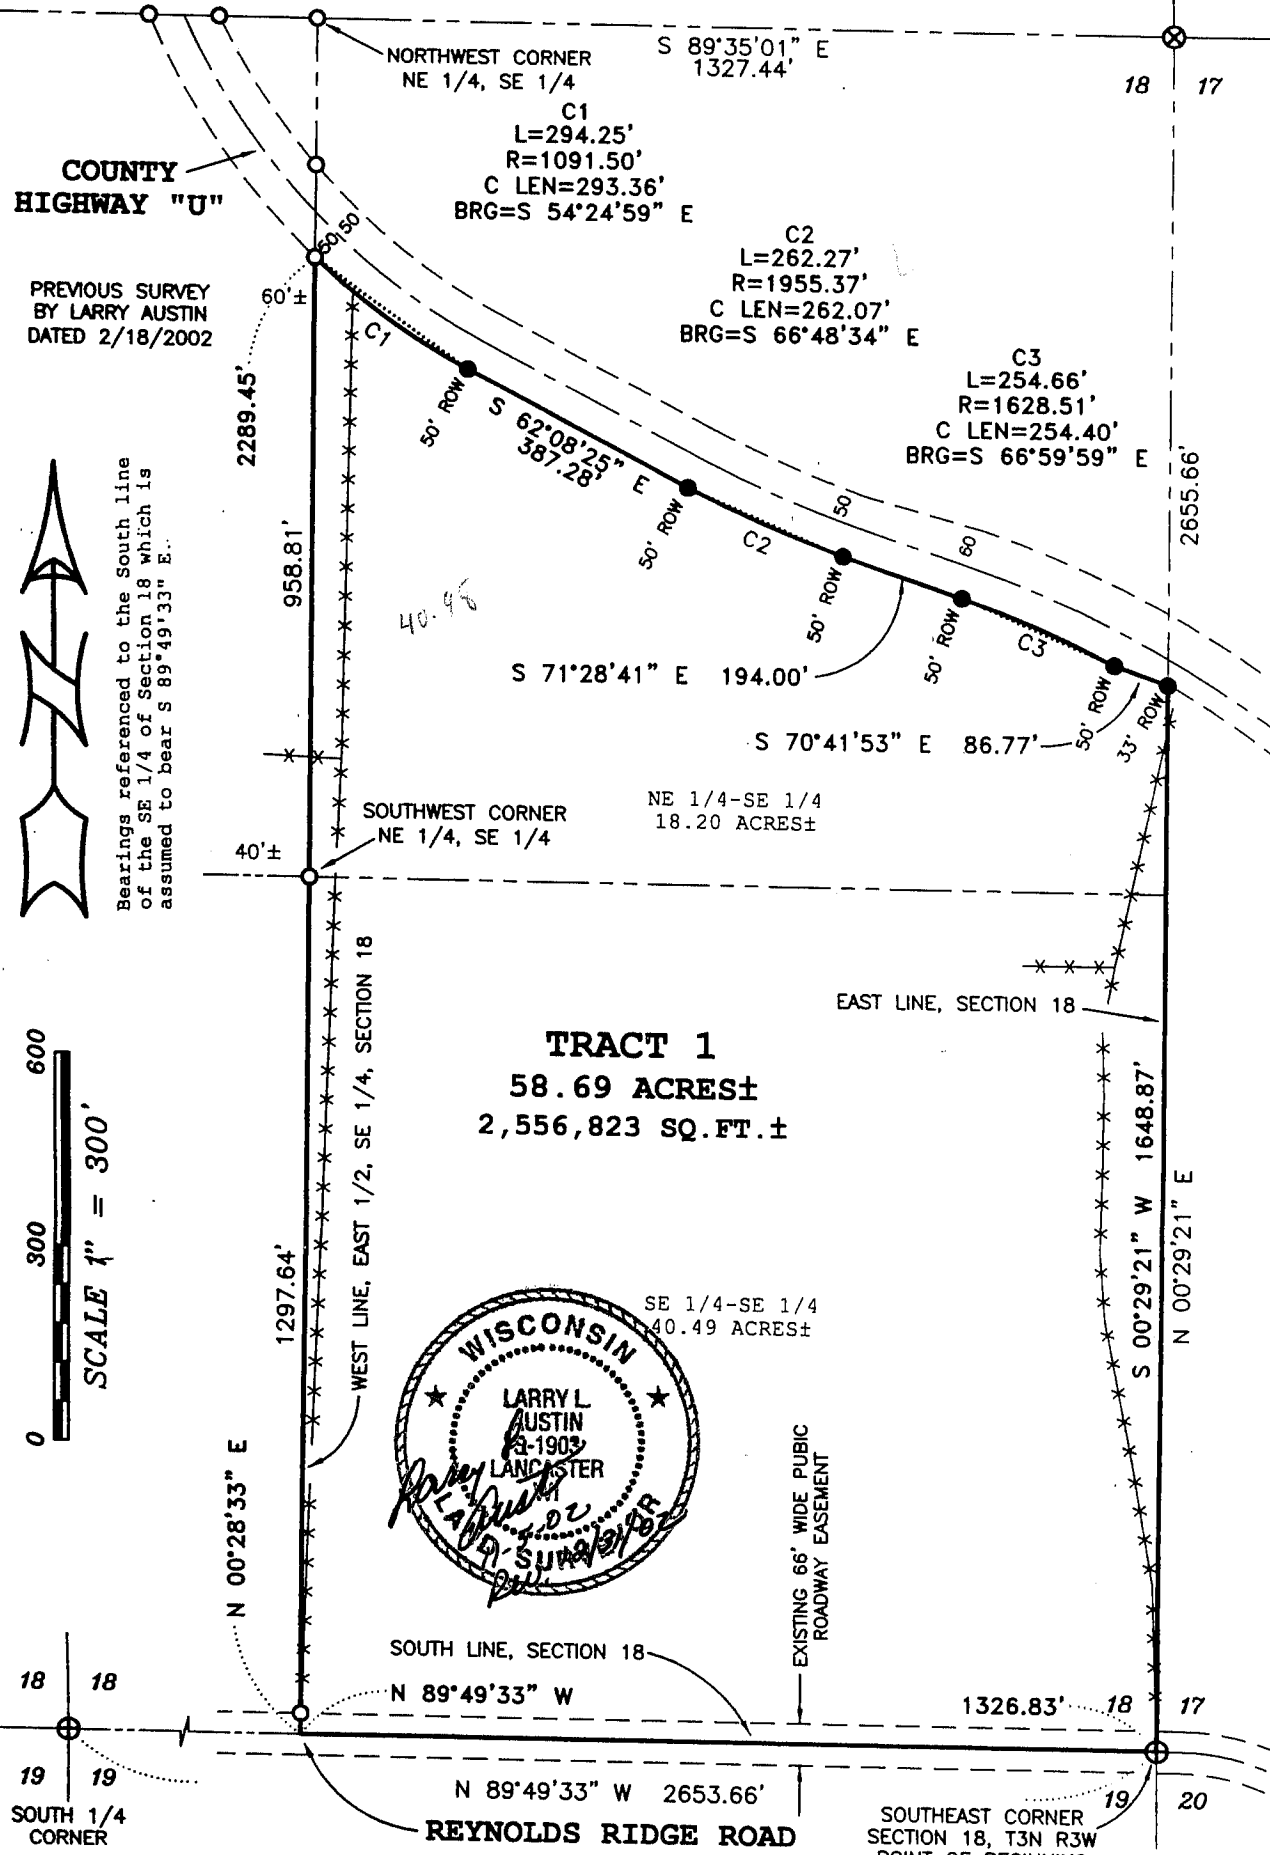 NORTHWEST CORNER
NE 1/4, SE 1/4
S 89°35'01" E
1327.44'
18 17
C1
L=294.25'
R=1091.50'
C LEN=293.36'
BRG=S 54°24'59" E
COUNTY
HIGHWAY "U"
C2
L=262.27'
R=1955.37'
C LEN=262.07'
BRG=S 66°48'34" E
50 50
PREVIOUS SURVEY
BY LARRY AUSTIN
DATED 2/18/2002
60'±
C1
C3
L=254.66'
R=1628.51'
C LEN=254.40'
BRG=S 66°59'59" E
2289.45'
50' ROW
S 62°08'25" E
387.28'
2655.66'
Bearings referenced to the South line
of the SE 1/4 of Section 18 which is
assumed to bear S 89°49'33" E.
958.81'
50' ROW
C2
50
60
40.98
50' ROW
50' ROW
C3
S 71°28'41" E 194.00'
50' ROW
33' ROW
S 70°41'53" E 86.77'
N
NE 1/4-SE 1/4
18.20 ACRES±
SOUTHWEST CORNER
NE 1/4, SE 1/4
40'±
WEST LINE, EAST 1/2, SE 1/4, SECTION 18
EAST LINE, SECTION 18
TRACT 1
58.69 ACRES±
2,556,823 SQ.FT.±
600
300
0
SCALE 1" = 300'
1297.64'
S 00°29'21" W 1648.87'
N 00°29'21" E
SE 1/4-SE 1/4
40.49 ACRES±
WISCONSIN
LARRY L.
AUSTIN
S-1903
LANCASTER
WI
LAND SURVEYOR
N 00°28'33" E
EXISTING 66' WIDE PUBIC
ROADWAY EASEMENT
SOUTH LINE, SECTION 18
N 89°49'33" W
1326.83'
18 18
18 17
19 19
19 20
SOUTH 1/4
CORNER
N 89°49'33" W 2653.66'
REYNOLDS RIDGE ROAD
SOUTHEAST CORNER
SECTION 18, T3N R3W
POINT OF BEGINNING